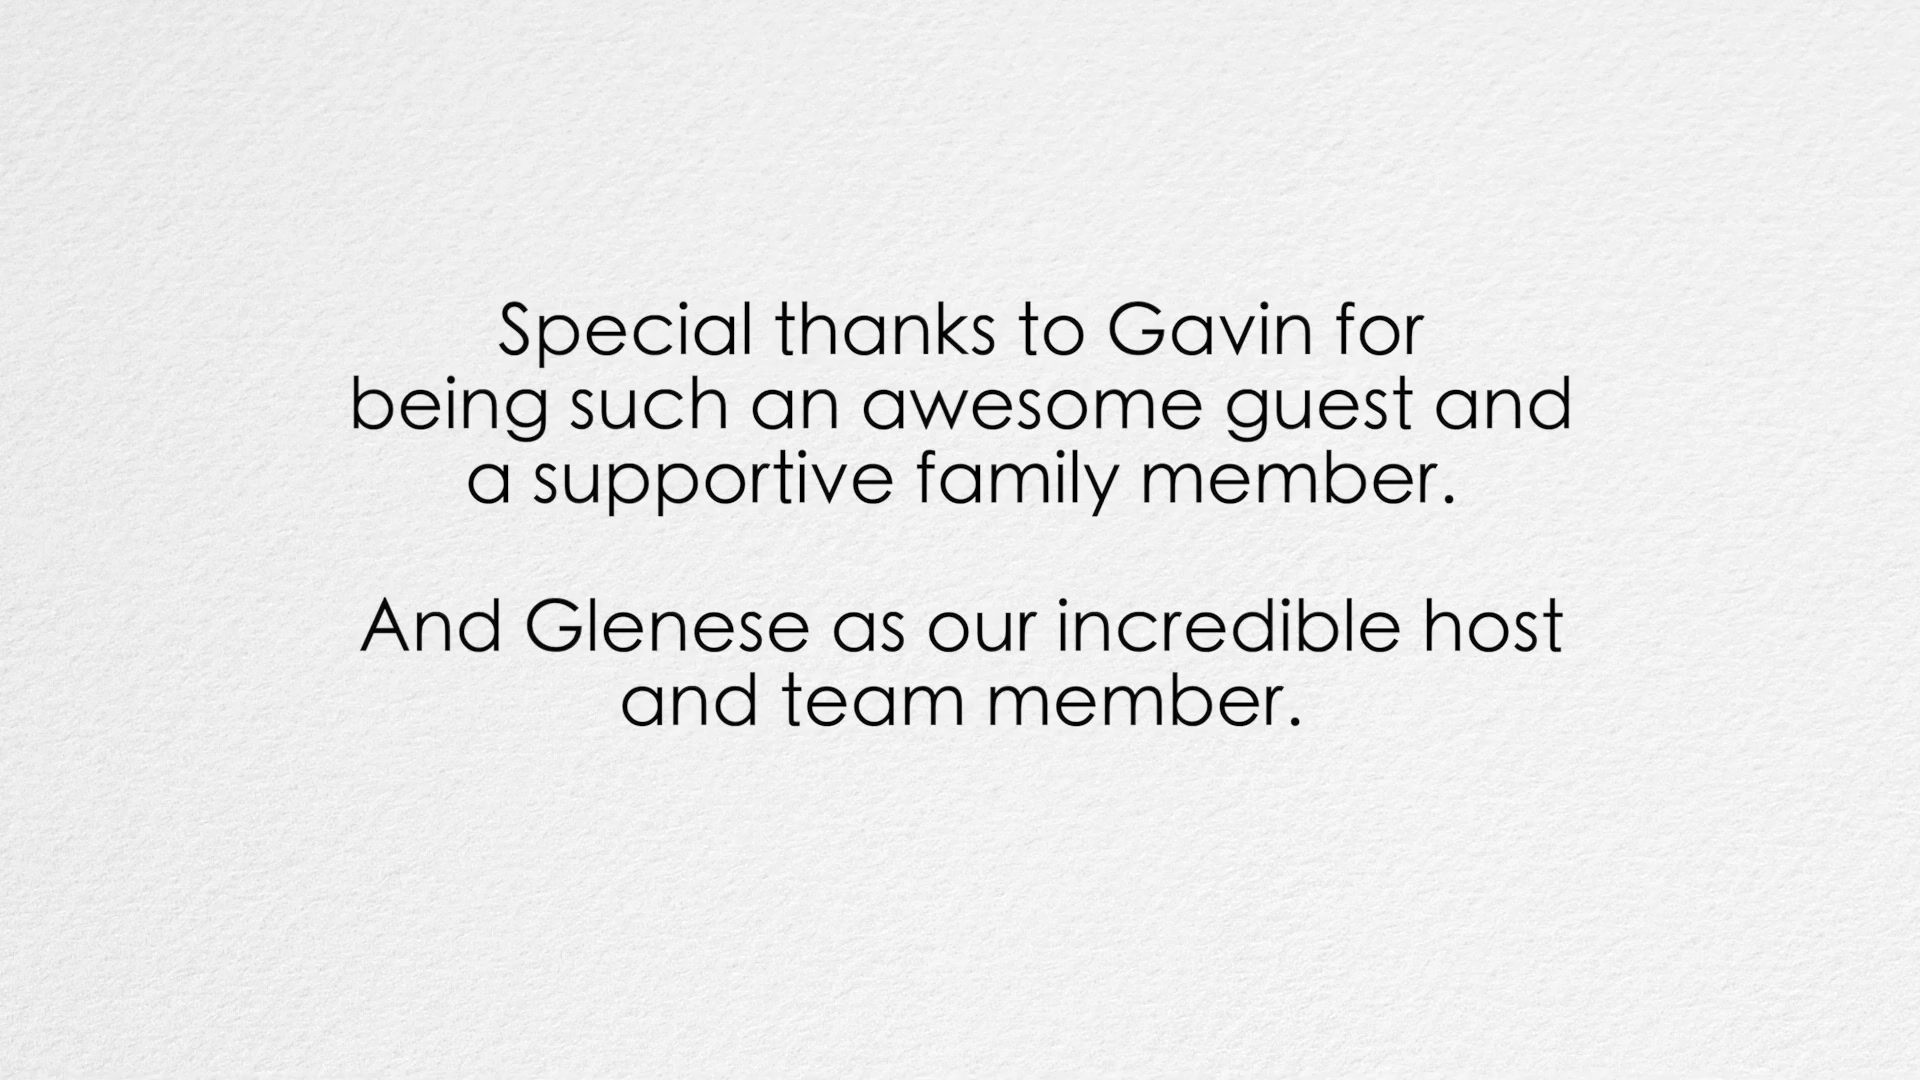 Special thanks to Gavin for
being such an awesome guest and
a supportive family member.
And Glenese as our incredible host
and team member.